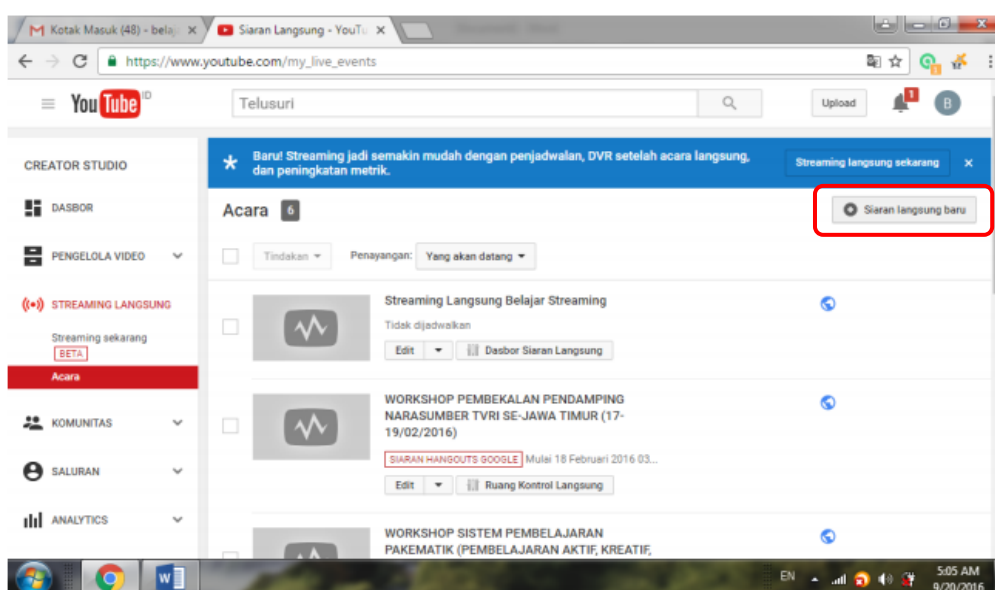 Kotak Masuk (48) - belaj
Siaran Langsung - YouTu
https://www.youtube.com/my_live_events
YouTube ID
Telusuri
Upload
1
B
CREATOR STUDIO
DASBOR
PENGELOLA VIDEO
STREAMING LANGSUNG
Streaming sekarang
BETA
Acara
KOMUNITAS
SALURAN
ANALYTICS
Baru! Streaming jadi semakin mudah dengan penjadwalan, DVR setelah acara langsung,
dan peningkatan metrik.
Streaming langsung sekarang
Acara 6
Siaran langsung baru
Tindakan
Penayangan: Yang akan datang
Streaming Langsung Belajar Streaming
Tidak dijadwalkan
Edit Dasbor Siaran Langsung
WORKSHOP PEMBEKALAN PENDAMPING
NARASUMBER TVRI SE-JAWA TIMUR (17-
19/02/2016)
SIARAN HANGOUTS GOOGLE Mulai 18 Februari 2016 03...
Edit Ruang Kontrol Langsung
WORKSHOP SISTEM PEMBELAJARAN
PAKEMATIK (PEMBELAJARAN AKTIF, KREATIF,
EN
5:05 AM
9/20/2016